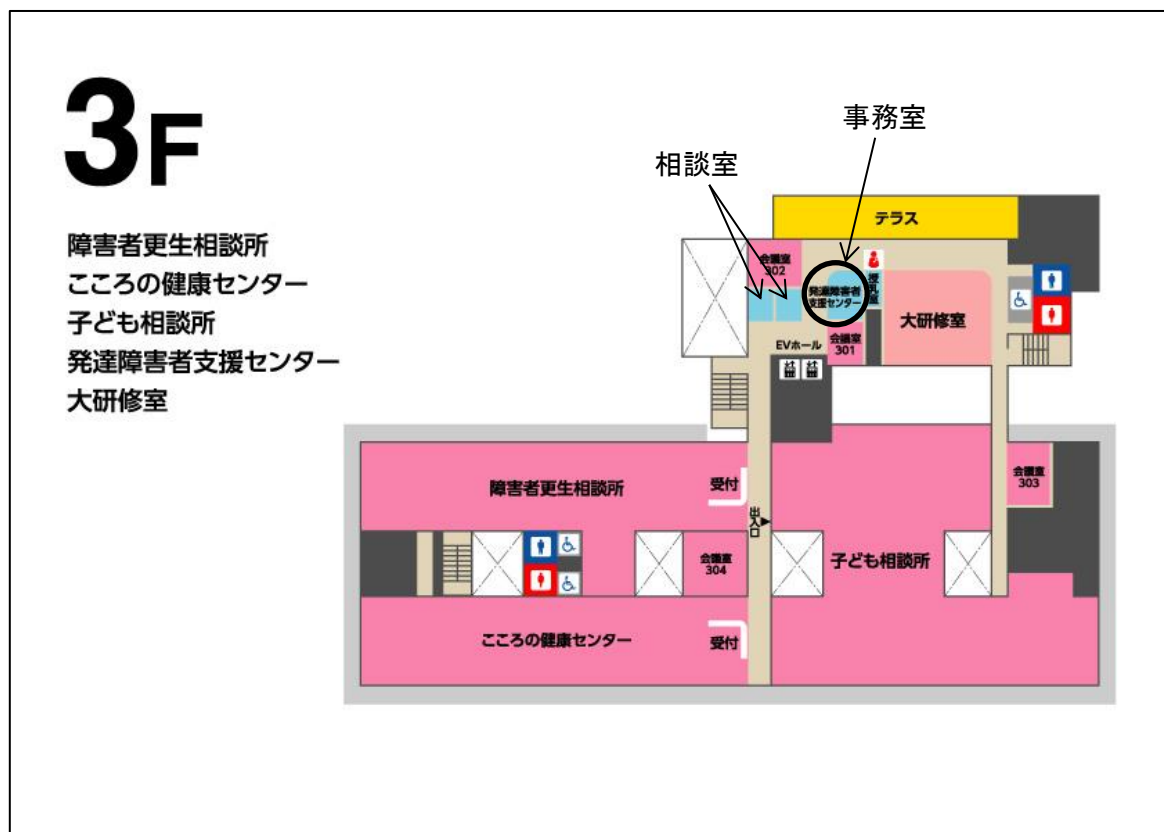 3F
障害者更生相談所
こころの健康センター
子ども相談所
発達障害者支援センター
大研修室
事務室
相談室
テラス
会議室
302
発達障害者
支援センター
授乳室
大研修室
EVホール
会議室
301
障害者更生相談所
受付
会議室
303
出入口
会議室
304
子ども相談所
こころの健康センター
受付